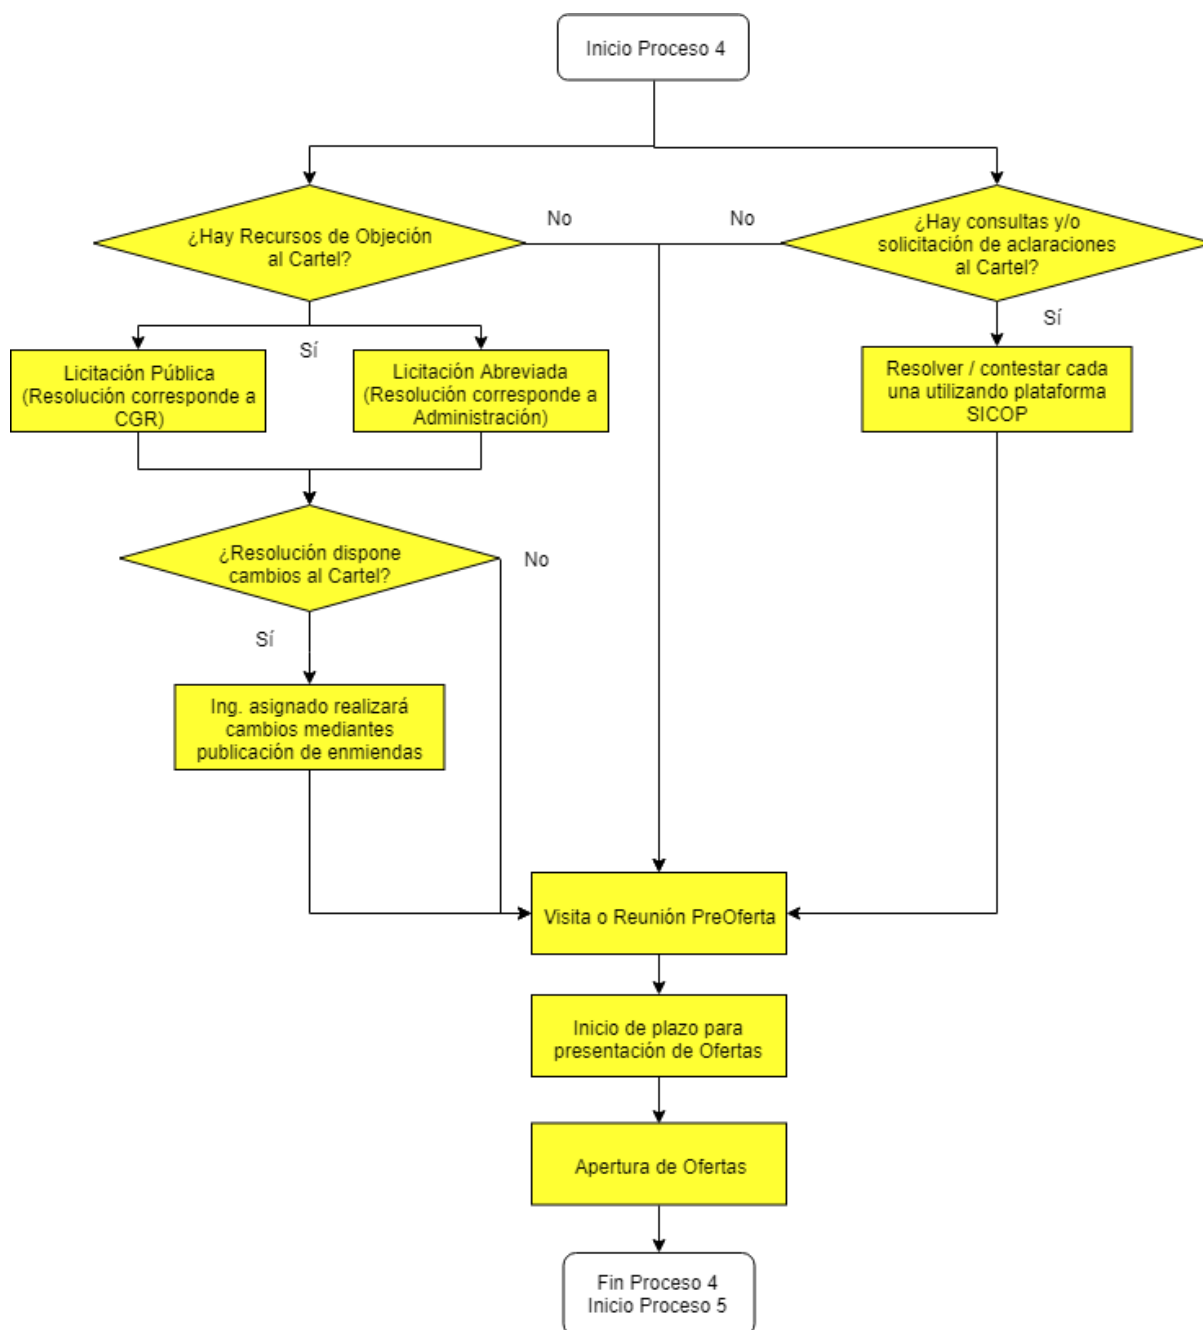 Inicio Proceso 4
¿Hay Recursos de Objeción
al Cartel?
No
No
¿Hay consultas y/o
solicitación de aclaraciones
al Cartel?
Sí
Sí
Licitación Pública
(Resolución corresponde a
CGR)
Licitación Abreviada
(Resolución corresponde a
Administración)
Resolver / contestar cada
una utilizando plataforma
SICOP
¿Resolución dispone
cambios al Cartel?
No
Sí
Ing. asignado realizará
cambios mediantes
publicación de enmiendas
Visita o Reunión PreOferta
Inicio de plazo para
presentación de Ofertas
Apertura de Ofertas
Fin Proceso 4
Inicio Proceso 5